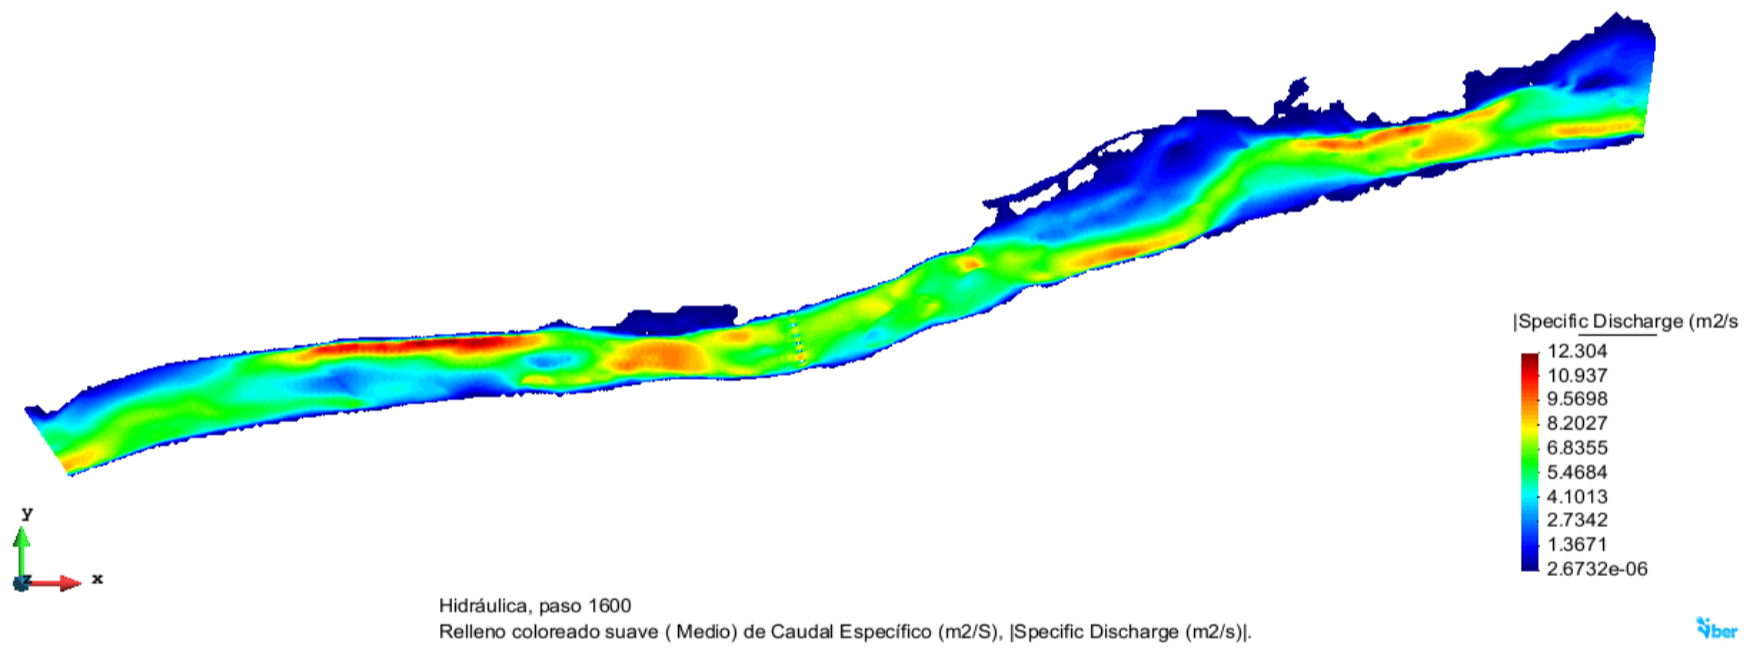 |Specific Discharge (m2/s
12.304
10.937
9.5698
8.2027
6.8355
5.4684
4.1013
2.7342
1.3671
2.6732e-06
y
z
x
Hidráulica, paso 1600
Relleno coloreado suave ( Medio) de Caudal Específico (m2/S), |Specific Discharge (m2/s)|.
iber